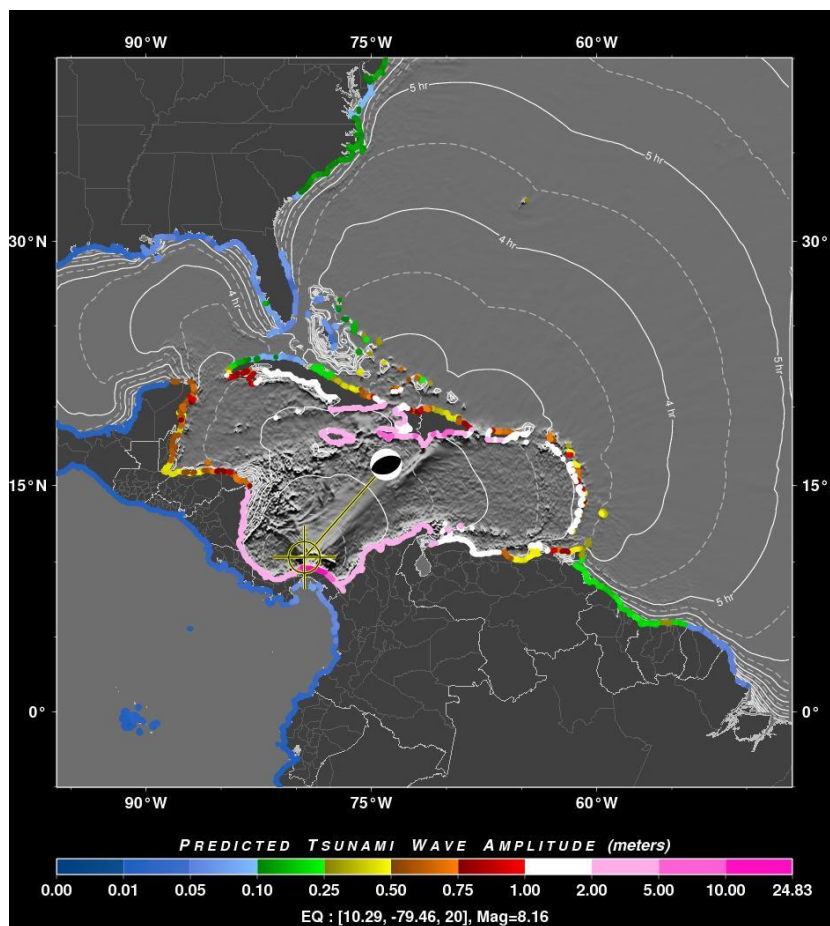 90°W 75°W 60°W
5 hr
5 hr
30°N 30°
4 hr
4 hr
5 hr
4 hr
15°N 15°
5 hr
0° 0°
90°W 75°W 60°W
PREDICTED TSUNAMI WAVE AMPLITUDE (meters)
0.00 0.01 0.05 0.10 0.25 0.50 0.75 1.00 2.00 5.00 10.00 24.83
EQ : [10.29, -79.46, 20], Mag=8.16